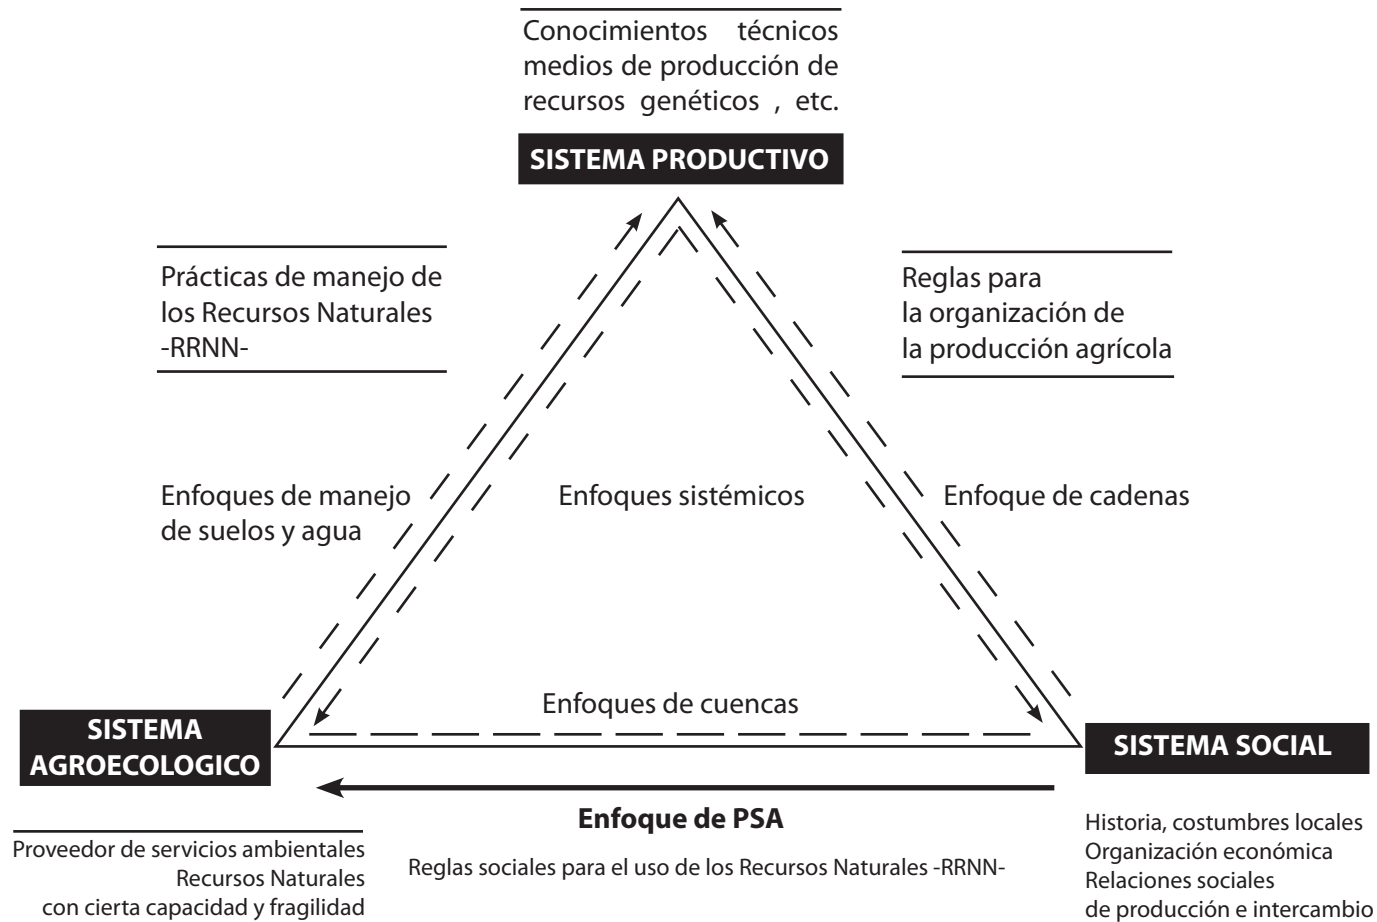 Conocimientos técnicos
medios de producción de
recursos genéticos , etc.
SISTEMA PRODUCTIVO
Prácticas de manejo de
los Recursos Naturales
-RRNN-
Reglas para
la organización de
la producción agrícola
Enfoques de manejo
de suelos y agua
Enfoques sistémicos
Enfoque de cadenas
Enfoques de cuencas
SISTEMA
AGROECOLOGICO
SISTEMA SOCIAL
Enfoque de PSA
Reglas sociales para el uso de los Recursos Naturales -RRNN-
Proveedor de servicios ambientales
Recursos Naturales
con cierta capacidad y fragilidad
Historia, costumbres locales
Organización económica
Relaciones sociales
de producción e intercambio